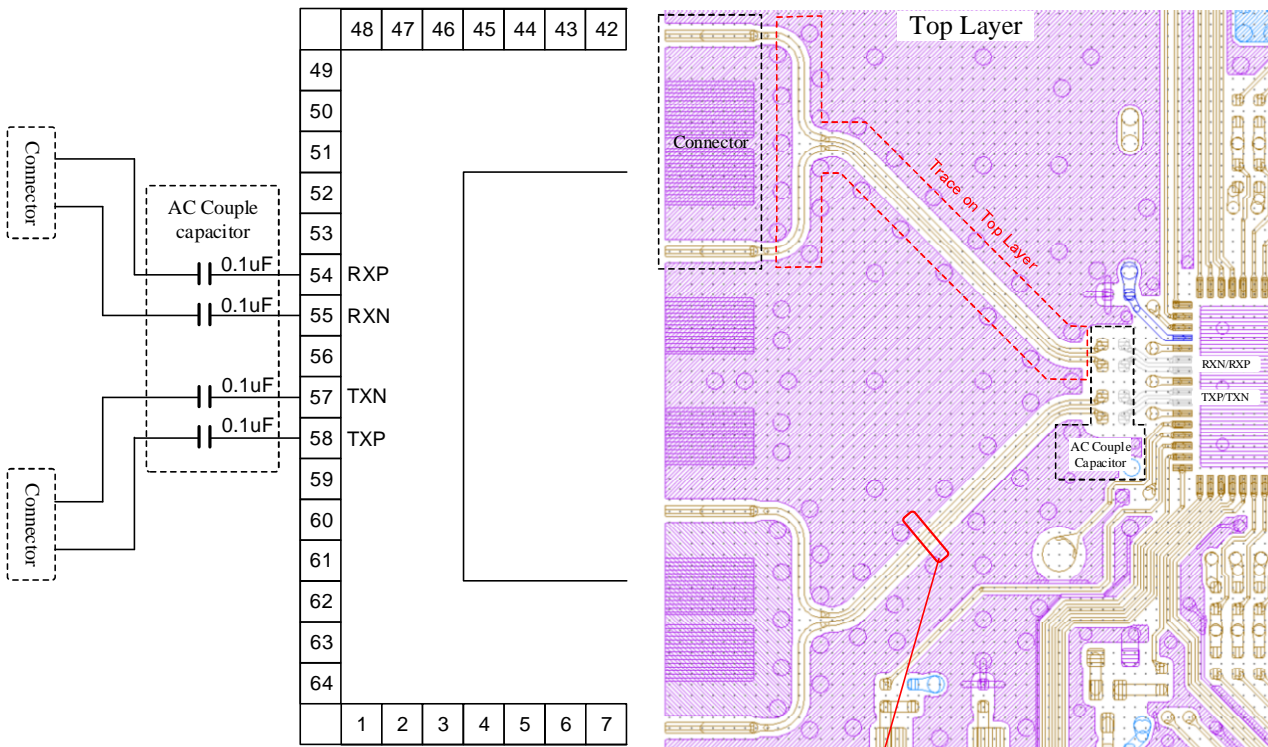 48 47 46 45 44 43 42
49
50
51
52
53
54
55
56
57
58
59
60
61
62
63
64
1 2 3 4 5 6 7
Connector
Connector
AC Couple
capacitor
0.1uF
0.1uF
0.1uF
0.1uF
RXP
RXN
TXN
TXP
Top Layer
Connector
Trace on Top Layer
RXN/RXP
TXP/TXN
AC Couple
Capacitor